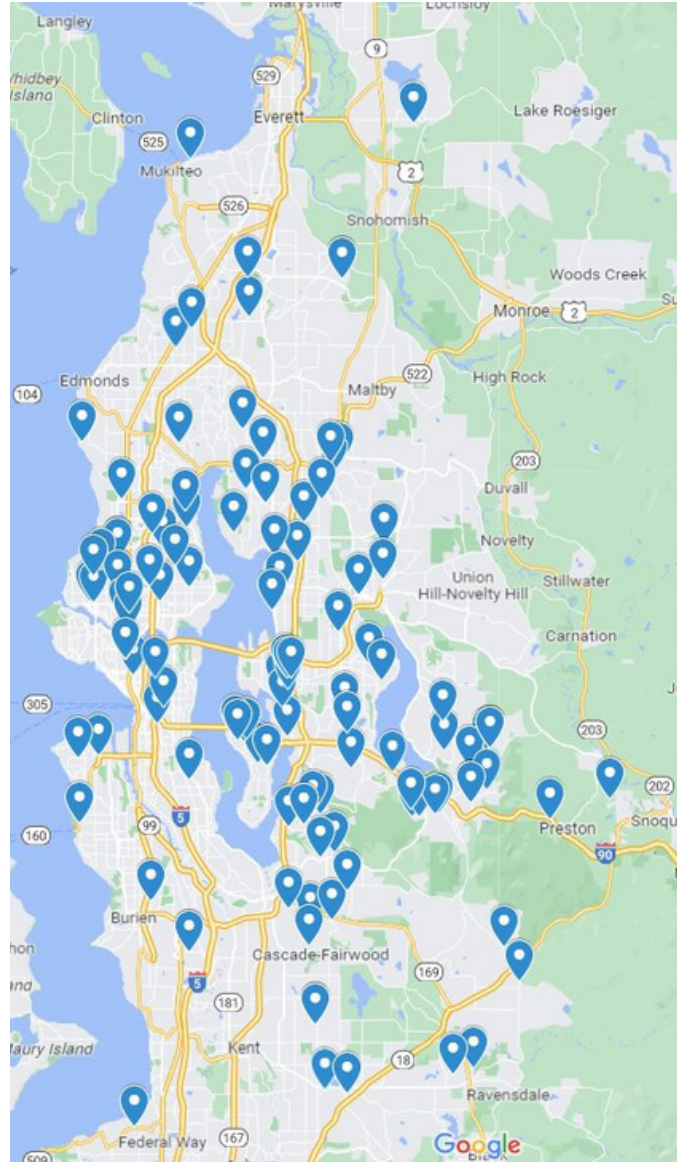 Marysville
Lochsloy
Langley
9
Whidbey
Island
529
Clinton
Everett
Lake Roesiger
525
Mukilteo
2
526
Snohomish
Woods Creek
Monroe
2
522
High Rock
Edmonds
104
Maltby
203
Duvall
Novelty
Union
Hill-Novelty Hill
Stillwater
Carnation
305
203
202
5
99
160
Preston
90
Burien
Cascade-Fairwood
169
5
181
Maury Island
Kent
18
Ravensdale
Federal Way
167
509
Google